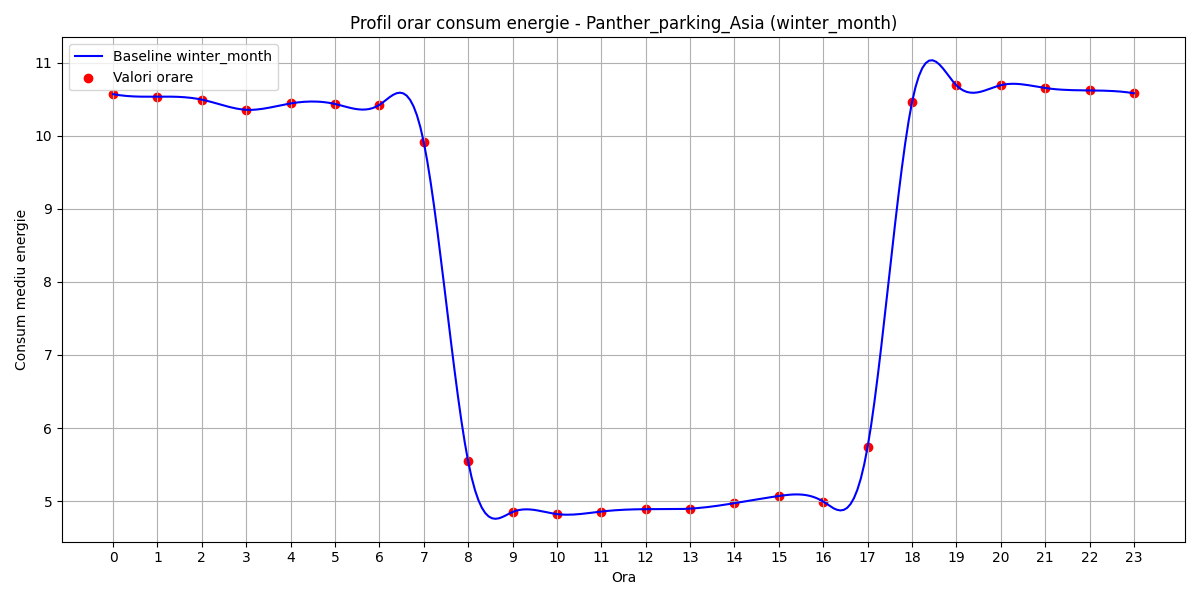 Profil orar consum energie - Panther_parking_Asia (winter_month)
Baseline winter_month
Valori orare
Consum mediu energie
11
10
9
8
7
6
5
0 1 2 3 4 5 6 7 8 9 10 11 12 13 14 15 16 17 18 19 20 21 22 23
Ora